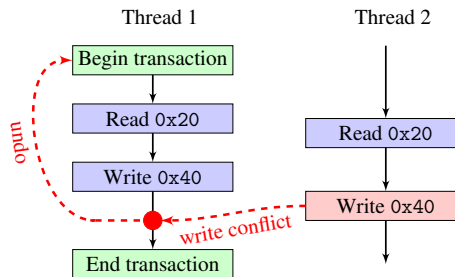 Thread 1
Thread 2
Begin transaction
Read 0x20
Read 0x20
undo
Write 0x40
Write 0x40
write conflict
End transaction